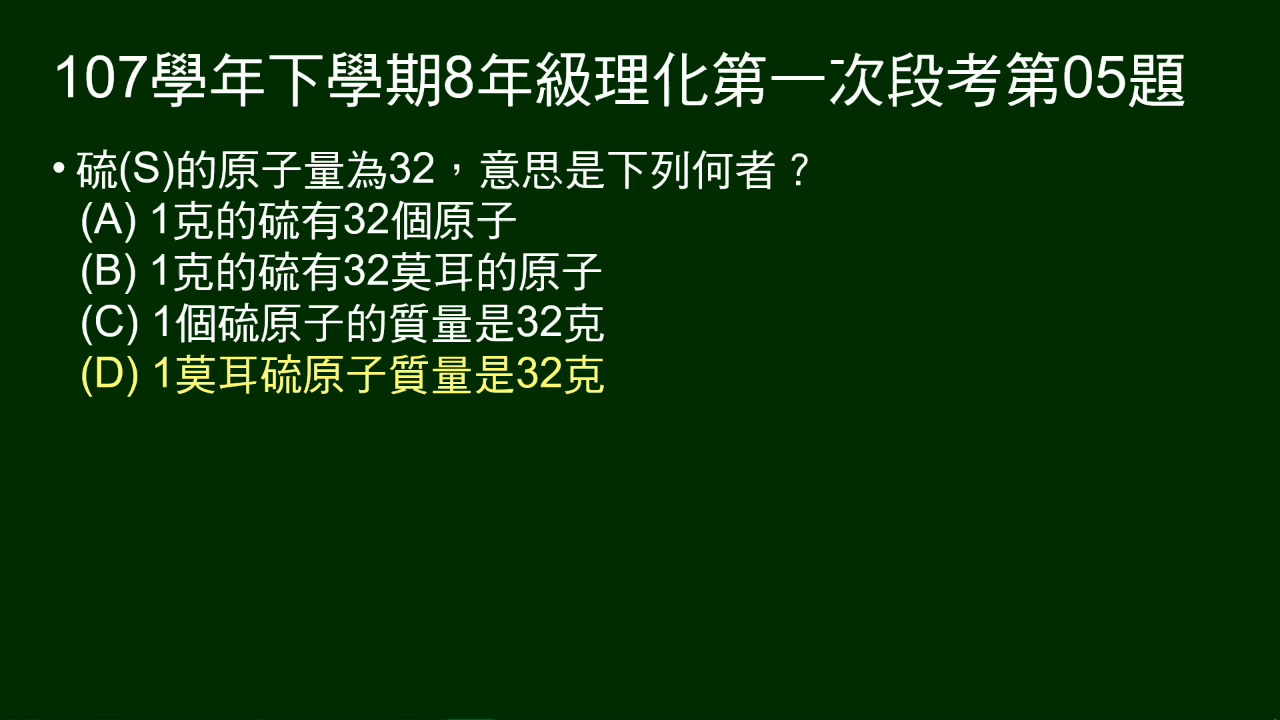 107學年下學期8年級理化第一次段考第05題
• 硫(S)的原子量為32，意思是下列何者？
(A) 1克的硫有32個原子
(B) 1克的硫有32莫耳的原子
(C) 1個硫原子的質量是32克
(D) 1莫耳硫原子質量是32克